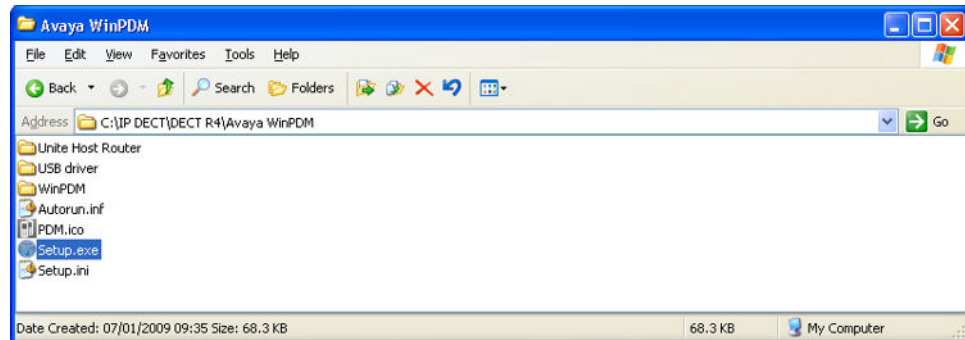 Avaya WinPDM
File Edit View Favorites Tools Help
Back Search Folders
Address C:\IP DECT\DECT R4\Avaya WinPDM Go
Unite Host Router
USB driver
WinPDM
Autorun.inf
PDM.ico
Setup.exe
Setup.ini
Date Created: 07/01/2009 09:35 Size: 68.3 KB 68.3 KB My Computer